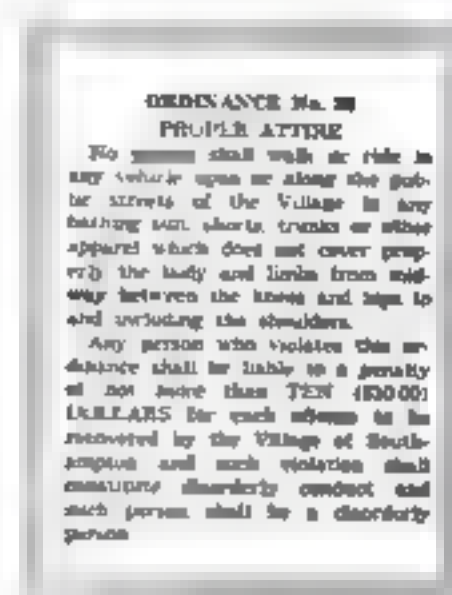 ORDINANCE No.
PROPER ATTIRE
No person shall walk or ride in
any vehicle upon or along the pub-
lic streets of the Village in any
bathing suit, shorts, trunks or other
apparel which does not cover prop-
erly the body and limbs from mid-
way between the knees and hips to
and including the shoulders.
Any person who violates this or-
dinance shall be liable to a penalty
of not more than TEN ($10.00)
DOLLARS for each offense to be
recovered by the Village of South-
ampton and such violation shall
constitute disorderly conduct and
such person shall be a disorderly
person